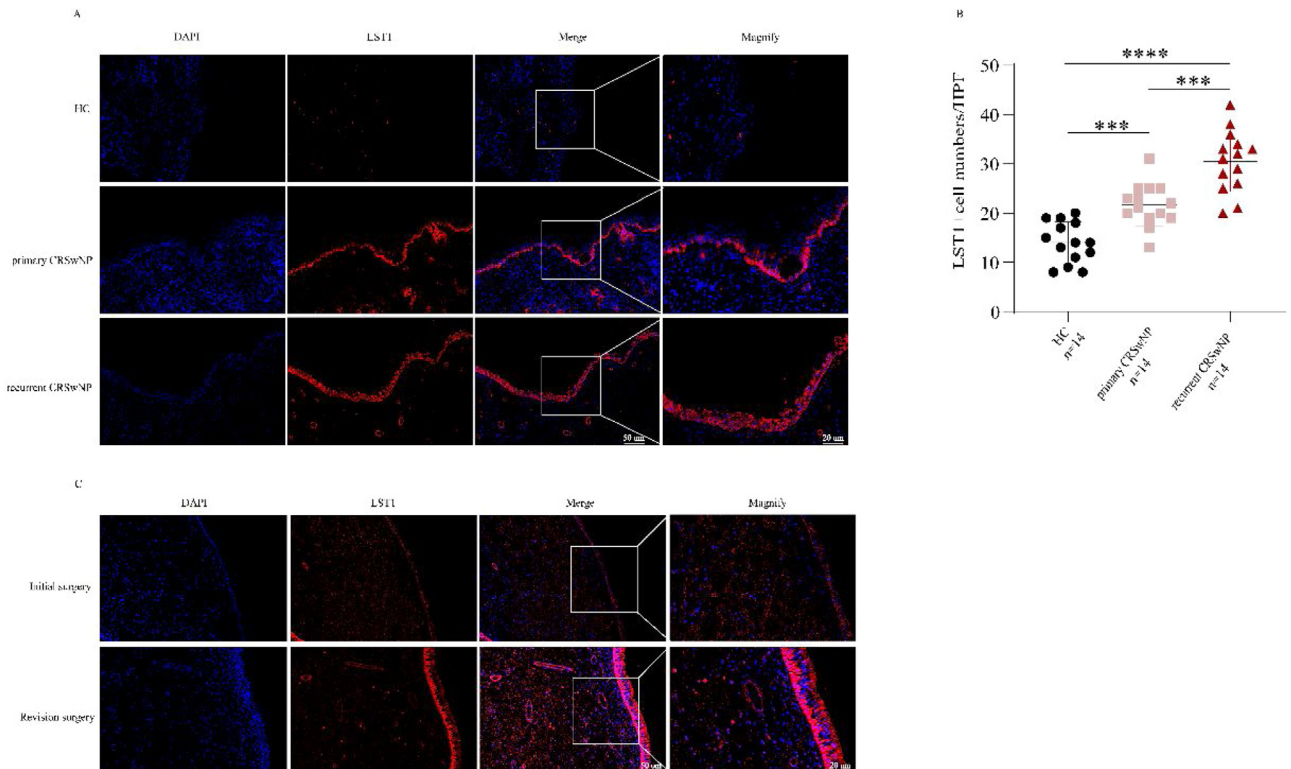 A
DAPI LST1 Merge Magnify
HC
primary CRSwNP
recurrent CRSwNP
50 um 20 um
B
****
***
***
LST1+ cell numbers/HPF
50
40
30
20
10
0
HC
n=14
primary CRSwNP
n=14
recurrent CRSwNP
n=14
C
DAPI LST1 Merge Magnify
Initial surgery
Revision surgery
50 um 20 um